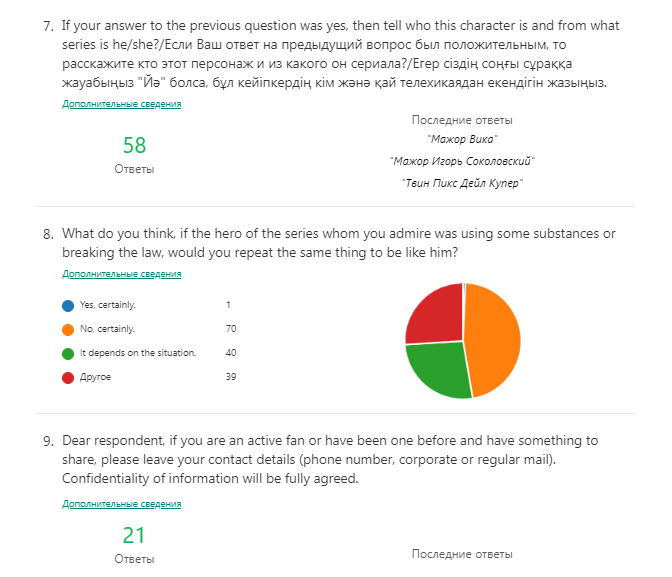 7. If your answer to the previous question was yes, then tell who this character is and from what
series is he/she?/Если Ваш ответ на предыдущий вопрос был положительным, то
расскажите кто этот персонаж и из какого он сериала?/Егер сіздің соңғы сұраққа
жауабыңыз "Йә" болса, бұл кейіпкердің кім және қай телехикаядан екендігін жазыңыз.
Дополнительные сведения
58
Ответы
Последние ответы
"Мажор Вика"
"Мажор Игорь Соколовский"
"Твин Пикс Дейл Купер"
8. What do you think, if the hero of the series whom you admire was using some substances or
breaking the law, would you repeat the same thing to be like him?
Дополнительные сведения
Yes, certainly. 1
No, certainly. 70
It depends on the situation. 40
Другое 39
9. Dear respondent, if you are an active fan or have been one before and have something to
share, please leave your contact details (phone number, corporate or regular mail).
Confidentiality of information will be fully agreed.
Дополнительные сведения
21
Ответы
Последние ответы